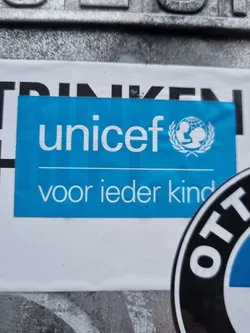 TRINKEN
unicef
voor ieder kind
OTT